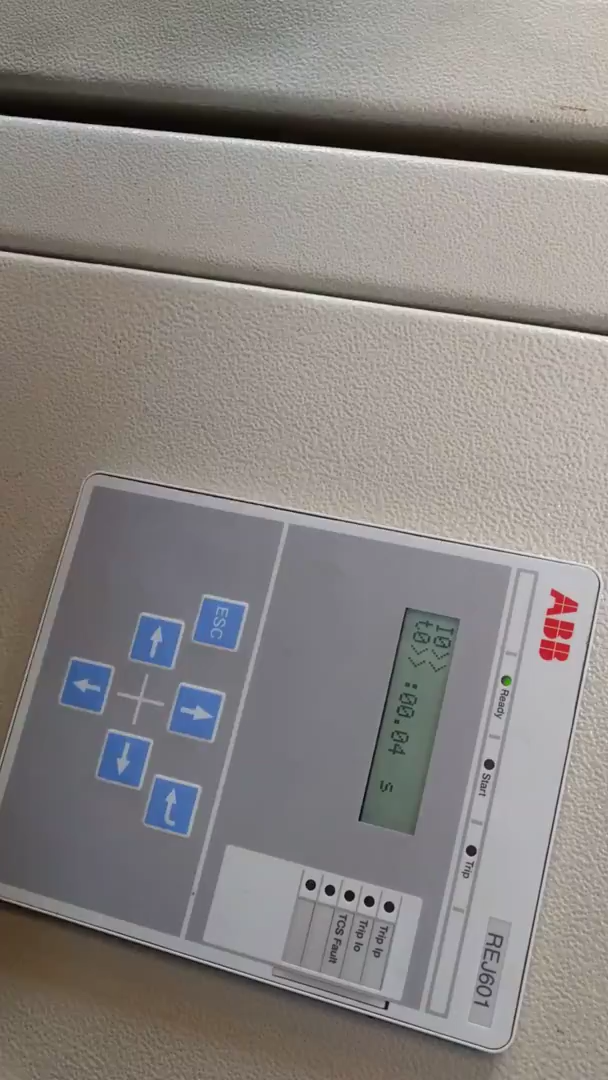 ABB
REJ601
Ready
Start
Trip
I0>>
t0>> :00.04 s
Trip Ip
Trip Io
TCS Fault
ESC